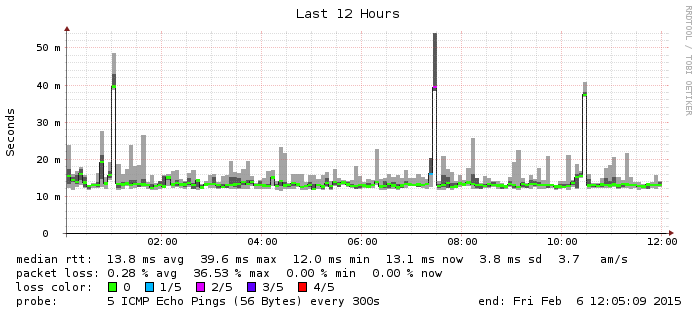 Last 12 Hours
RRDTOOL / TOBI OETIKER
Seconds
50 m
40 m
30 m
20 m
10 m
0
02:00 04:00 06:00 08:00 10:00 12:00
median rtt: 13.8 ms avg 39.6 ms max 12.0 ms min 13.1 ms now 3.8 ms sd 3.7 am/s
packet loss: 0.28 % avg 36.53 % max 0.00 % min 0.00 % now
loss color: 0 1/5 2/5 3/5 4/5
probe: 5 ICMP Echo Pings (56 Bytes) every 300s end: Fri Feb 6 12:05:09 2015